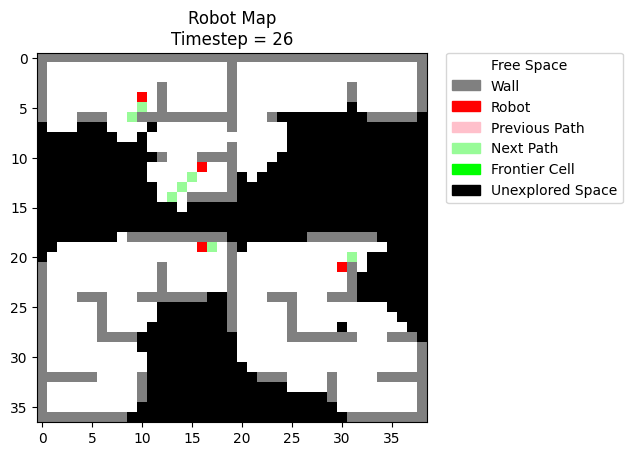 Robot Map
Timestep = 26
Free Space
Wall
Robot
Previous Path
Next Path
Frontier Cell
Unexplored Space
0
5
10
15
20
25
30
35
0
5
10
15
20
25
30
35